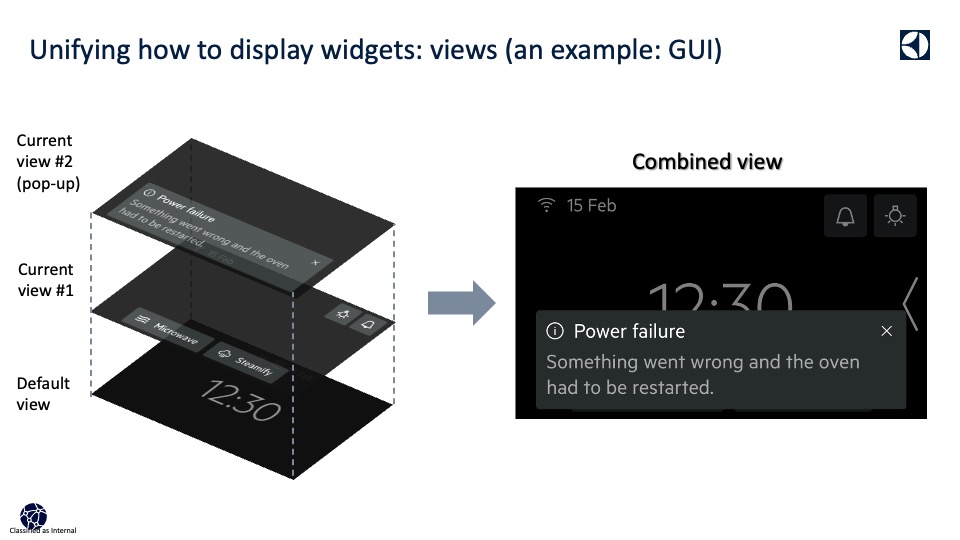 Unifying how to display widgets: views (an example: GUI)
Current
view #2
(pop-up)
Power failure
Something went wrong and the oven
had to be restarted.
15 Feb
Current
view #1
Microwave
Steamify
Default
view
12:30
Combined view
15 Feb
12:30
Power failure
Something went wrong and the oven
had to be restarted.
Classified as Internal